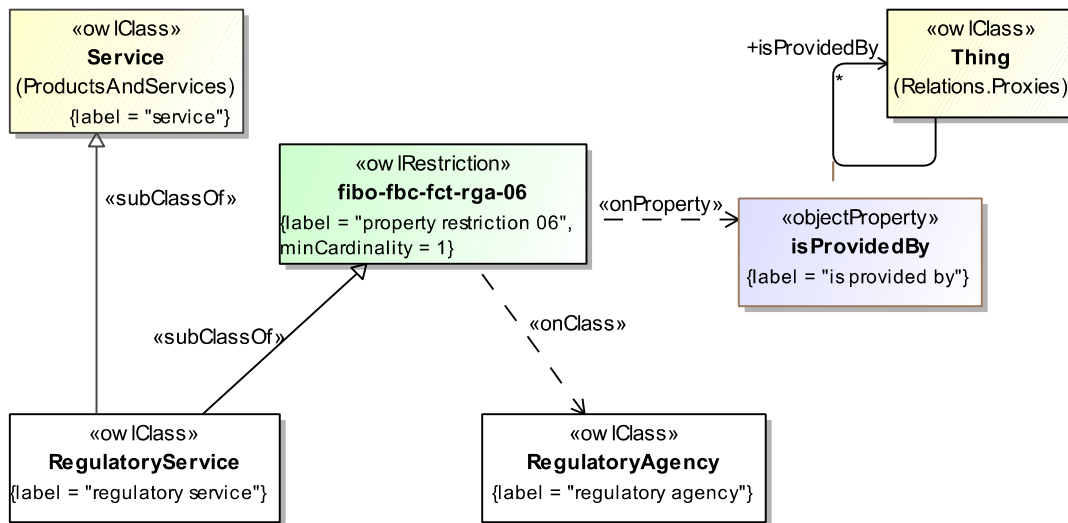 «owlClass»
Service
(ProductsAndServices)
{label = "service"}
+isProvidedBy
*
«owlClass»
Thing
(Relations.Proxies)
«subClassOf»
«owlRestriction»
fibo-fbc-fct-rga-06
{label = "property restriction 06",
minCardinality = 1}
«onProperty»
«objectProperty»
isProvidedBy
{label = "is provided by"}
«subClassOf»
«onClass»
«owlClass»
RegulatoryService
{label = "regulatory service"}
«owlClass»
RegulatoryAgency
{label = "regulatory agency"}